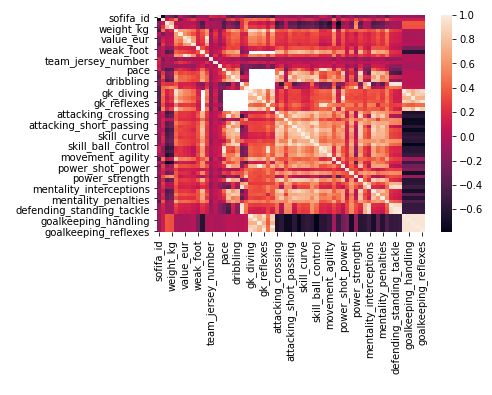 sofifa_id
weight_kg
value_eur
weak_foot
team_jersey_number
pace
dribbling
gk_diving
gk_reflexes
attacking_crossing
attacking_short_passing
skill_curve
skill_ball_control
movement_agility
power_shot_power
power_strength
mentality_interceptions
mentality_penalties
defending_standing_tackle
goalkeeping_handling
goalkeeping_reflexes
sofifa_id
weight_kg
value_eur
weak_foot
team_jersey_number
pace
dribbling
gk_diving
gk_reflexes
attacking_crossing
attacking_short_passing
skill_curve
skill_ball_control
movement_agility
power_shot_power
power_strength
mentality_interceptions
mentality_penalties
defending_standing_tackle
goalkeeping_handling
goalkeeping_reflexes
1.0
0.8
0.6
0.4
0.2
0.0
−0.2
−0.4
−0.6